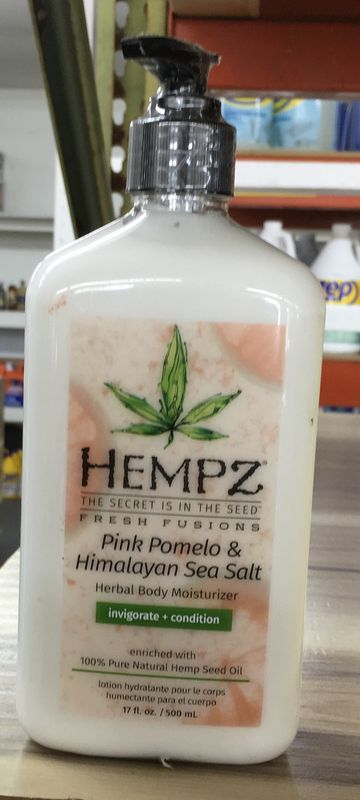 HEMPZ
THE SECRET IS IN THE SEED™
FRESH FUSIONS
Pink Pomelo &
Himalayan Sea Salt
Herbal Body Moisturizer
invigorate + condition
enriched with
100% Pure Natural Hemp Seed Oil
lotion hydratante pour le corps
humectante para el cuerpo
17 fl. oz. / 500 mL